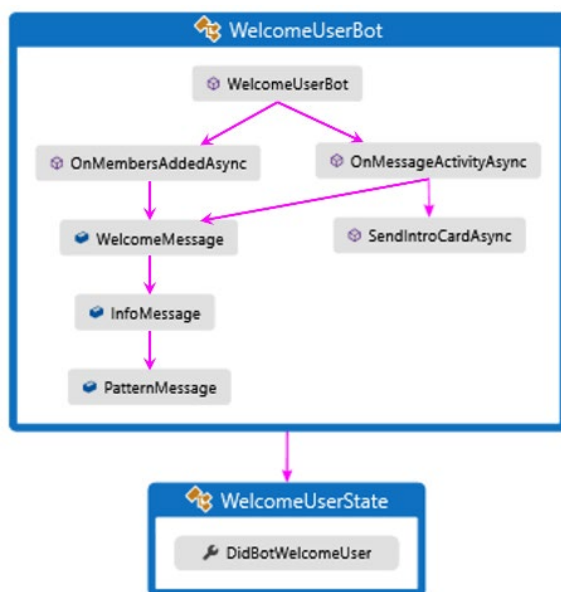 WelcomeUserBot
WelcomeUserBot
OnMembersAddedAsync
OnMessageActivityAsync
WelcomeMessage
SendIntroCardAsync
InfoMessage
PatternMessage
WelcomeUserState
DidBotWelcomeUser